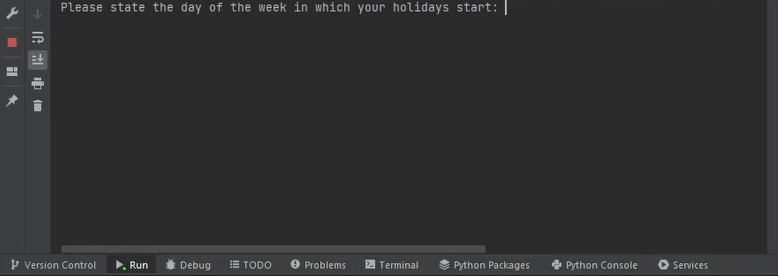 Please state the day of the week in which your holidays start:
Version Control Run Debug TODO Problems Terminal Python Packages Python Console Services